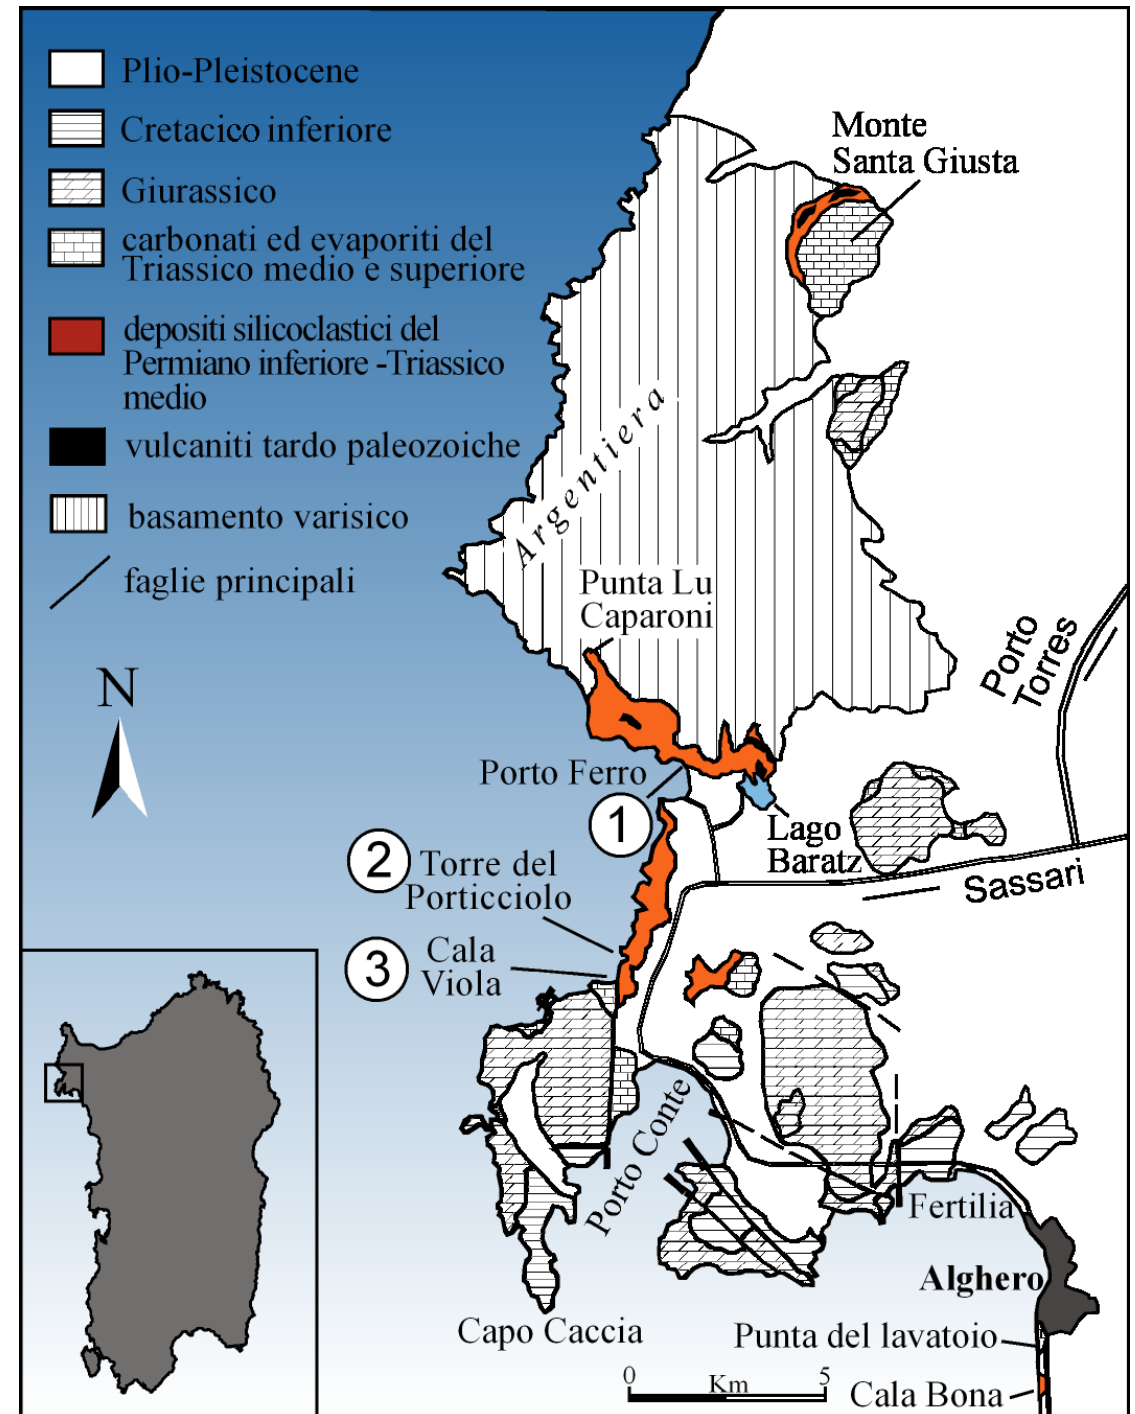 Plio-Pleistocene
Cretacico inferiore
Giurassico
carbonati ed evaporiti del
Triassico medio e superiore
depositi silicoclastici del
Permiano inferiore -Triassico
medio
vulcaniti tardo paleozoiche
basamento varisico
faglie principali
N
Monte
Santa Giusta
Argentiera
Punta Lu
Caparoni
Porto
Torres
Porto Ferro
1
Lago
Baratz
2
Torre del
Porticciolo
Sassari
3
Cala
Viola
Porto Conte
Fertilia
Alghero
Capo Caccia
Punta del lavatoio
0 Km 5
Cala Bona